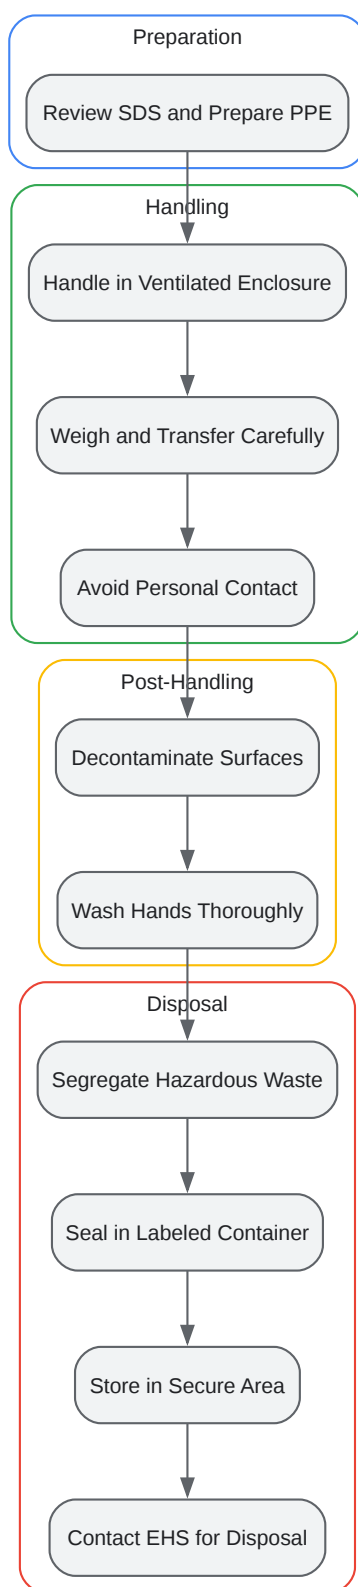 Preparation
Review SDS and Prepare PPE
Handling
Handle in Ventilated Enclosure
Weigh and Transfer Carefully
Avoid Personal Contact
Post-Handling
Decontaminate Surfaces
Wash Hands Thoroughly
Disposal
Segregate Hazardous Waste
Seal in Labeled Container
Store in Secure Area
Contact EHS for Disposal